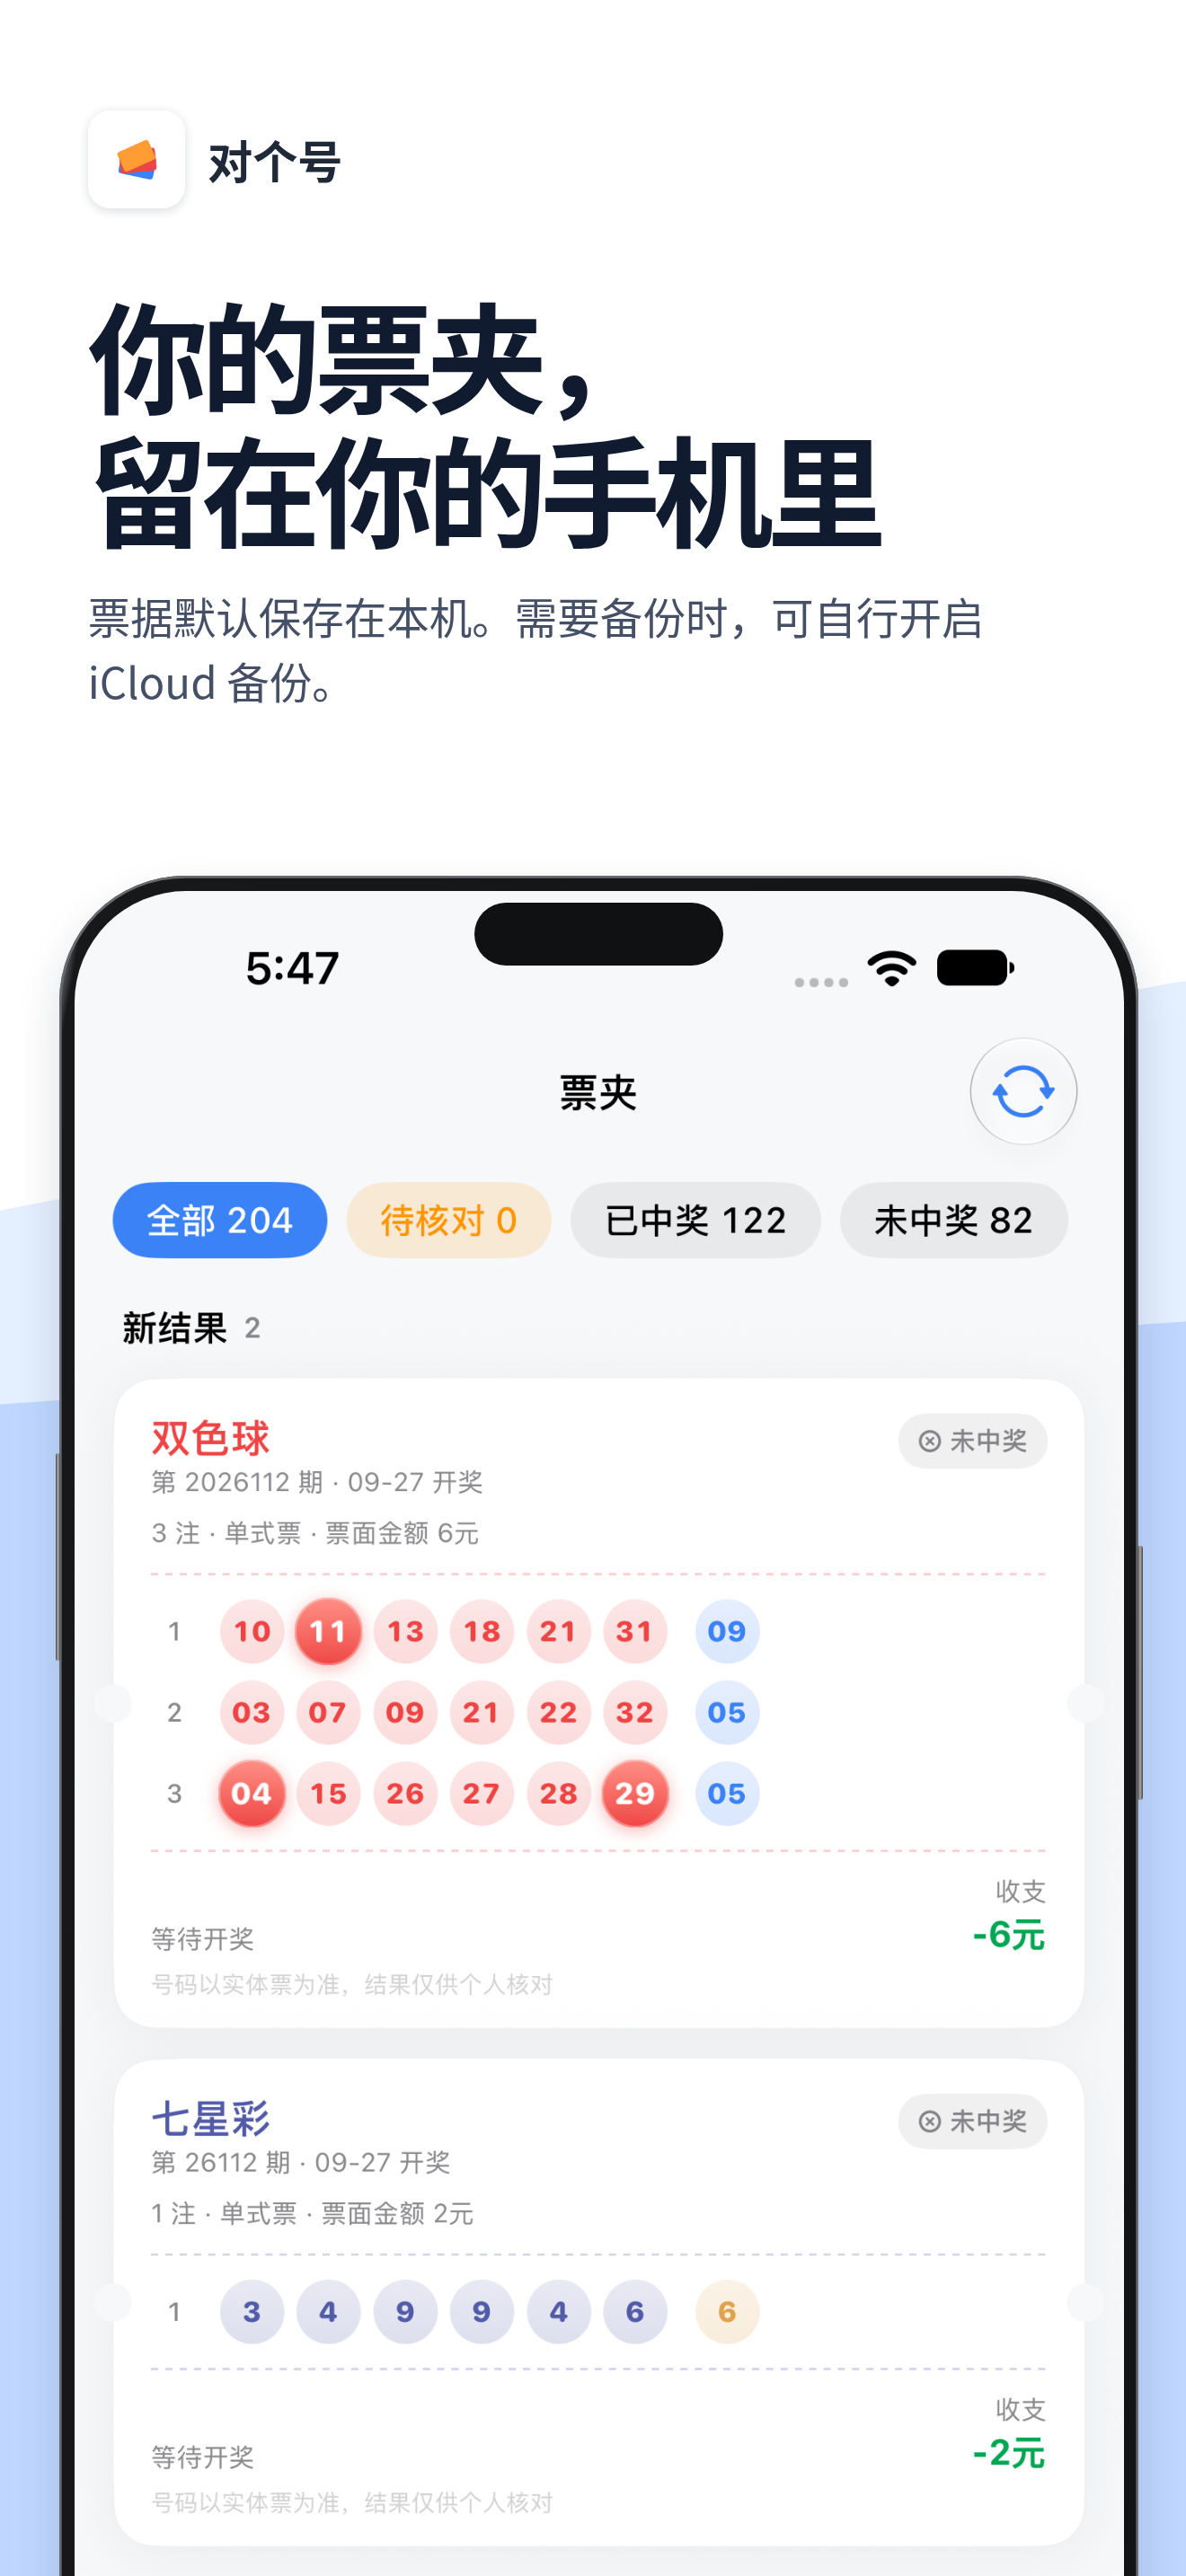 对个号
你的票夹，
留在你的手机里
票据默认保存在本机。需要备份时，可自行开启
iCloud 备份。
5:47
票夹
全部 204 待核对 0 已中奖 122 未中奖 82
新结果 2
双色球 未中奖
第 2026112 期 · 09-27 开奖
3 注 · 单式票 · 票面金额 6元
1 10 11 13 18 21 31 09
2 03 07 09 21 22 32 05
3 04 15 26 27 28 29 05
收支
等待开奖 -6元
号码以实体票为准，结果仅供个人核对
七星彩 未中奖
第 26112 期 · 09-27 开奖
1 注 · 单式票 · 票面金额 2元
1 3 4 9 9 4 6 6
收支
等待开奖 -2元
号码以实体票为准，结果仅供个人核对